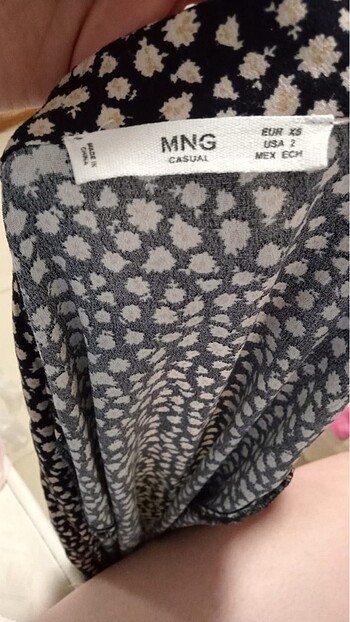 MADE IN
CHINA
MNG
CASUAL
EUR XS
USA 2
MEX ECH